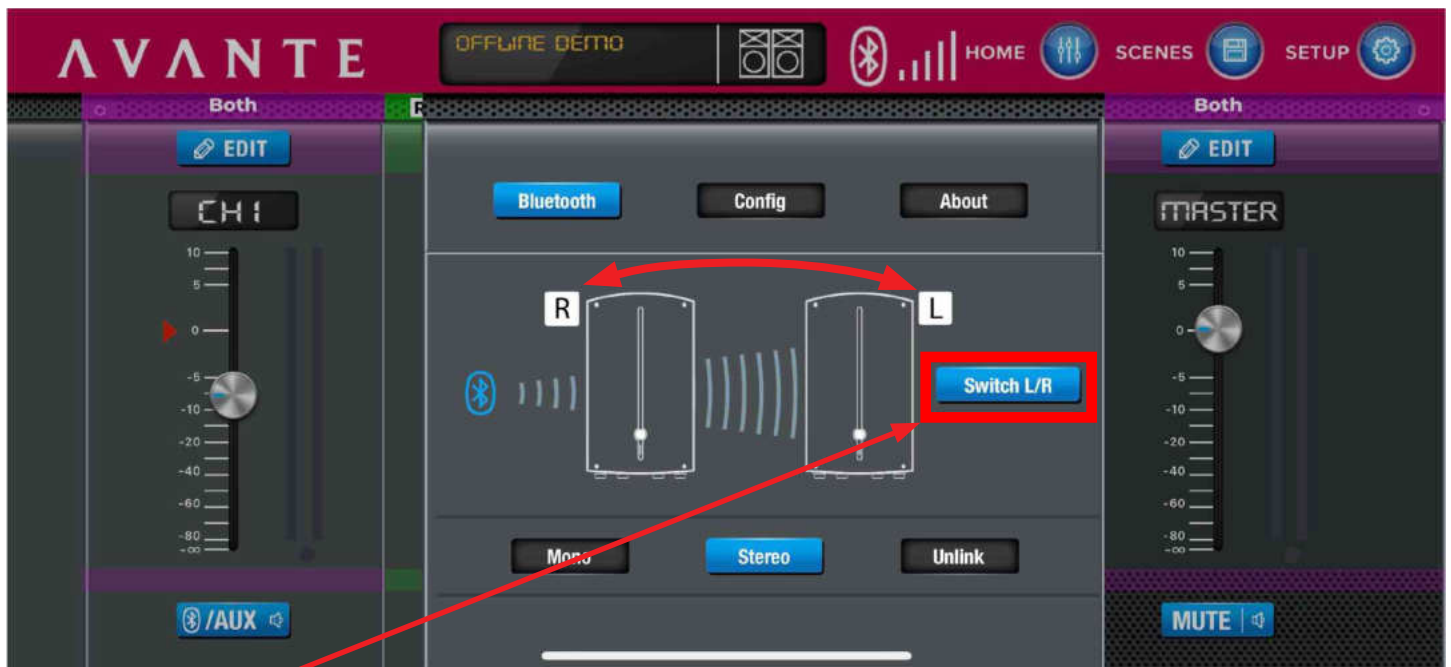 AVANTE
OFFLINE DEMO
HOME
SCENES
SETUP
Both
R
Both
EDIT
EDIT
Bluetooth
Config
About
CH1
MASTER
10
5
0
-5
-10
-20
-40
-60
-80
-∞
R
L
Switch L/R
10
5
0
-5
-10
-20
-40
-60
-80
-∞
Mono
Stereo
Unlink
/AUX
MUTE